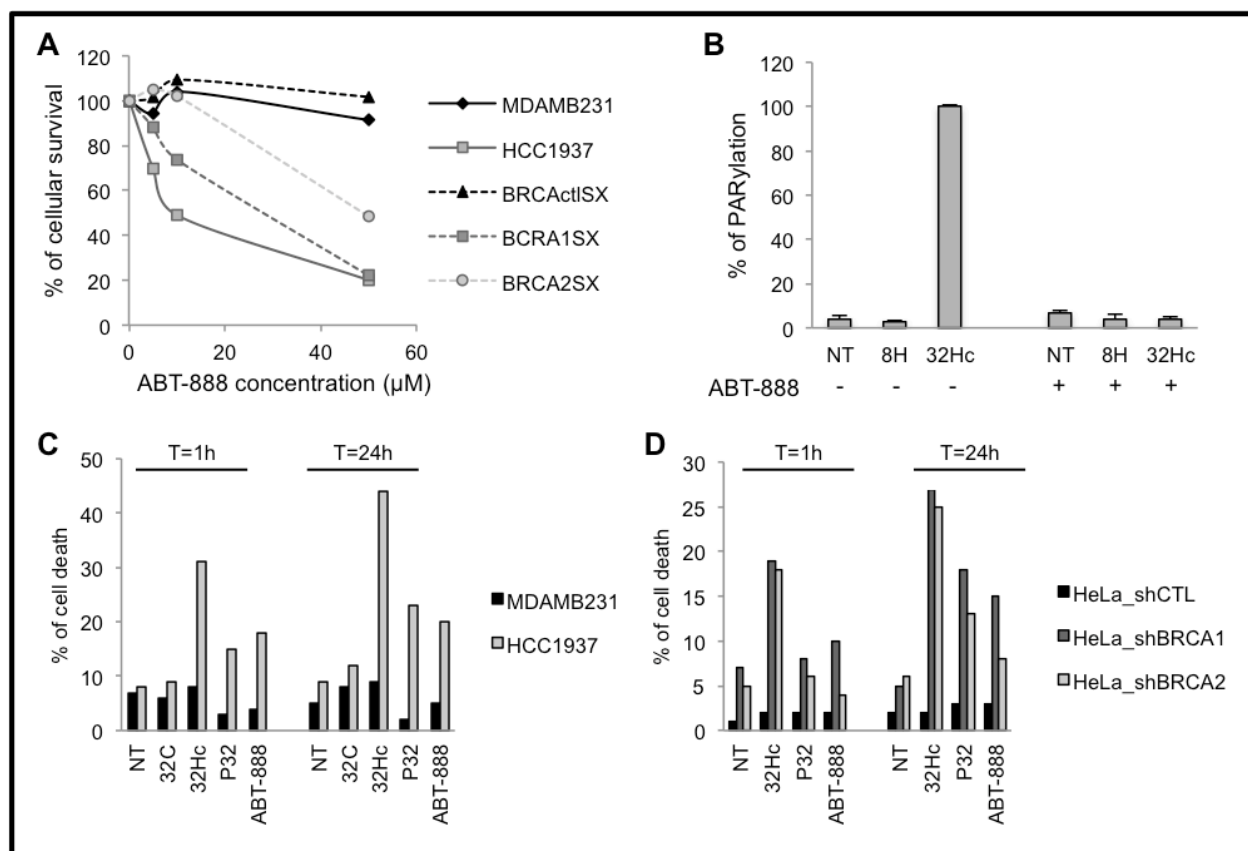 A
120
100
80
60
40
20
0
0 20 40 60
% of cellular survival
ABT-888 concentration (µM)
MDAMB231
HCC1937
BRCActlSX
BCRA1SX
BRCA2SX
B
120
100
80
60
40
20
0
% of PARylation
NT 8H 32Hc NT 8H 32Hc
ABT-888 - - - + + +
C
T=1h T=24h
50
40
30
20
10
0
% of cell death
NT 32C 32Hc P32 ABT-888 NT 32C 32Hc P32 ABT-888
MDAMB231
HCC1937
D
T=1h T=24h
30
25
20
15
10
5
0
% of cell death
NT 32Hc P32 ABT-888 NT 32Hc P32 ABT-888
HeLa_shCTL
HeLa_shBRCA1
HeLa_shBRCA2